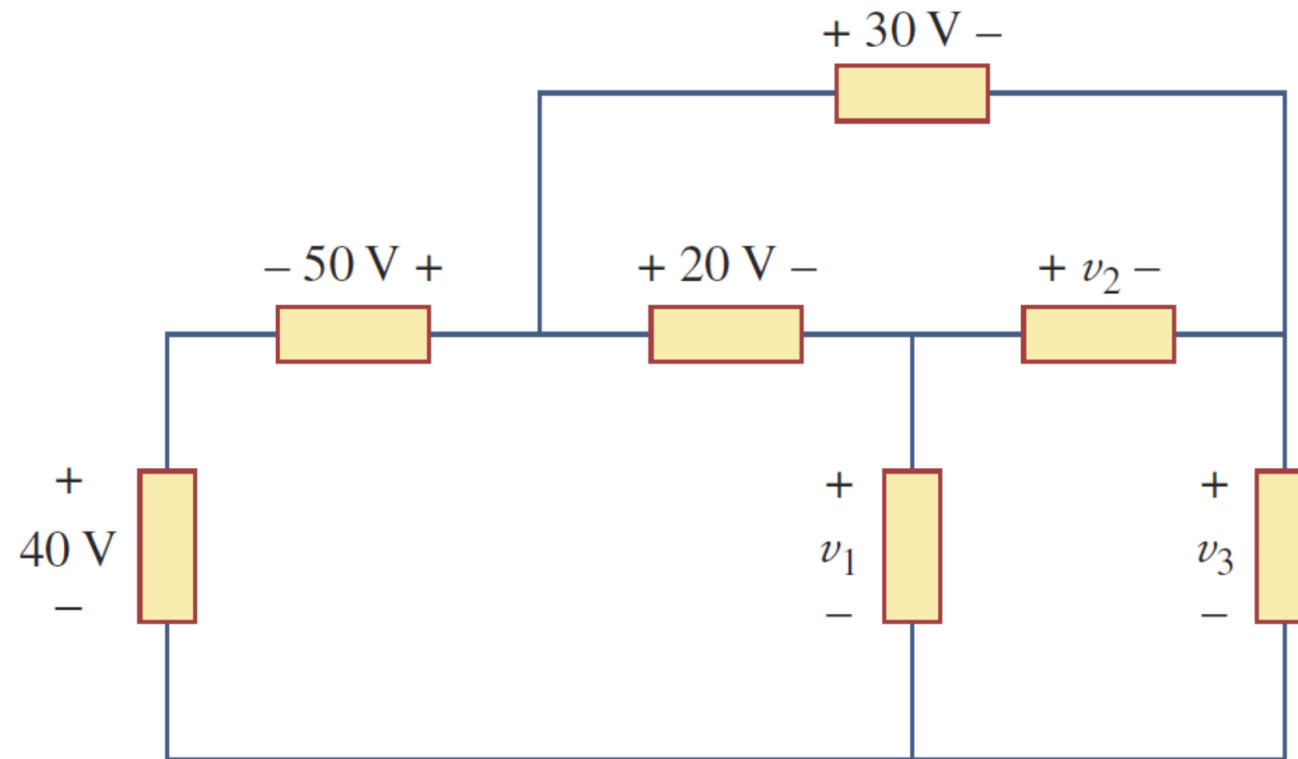 + 30 V –
– 50 V +
+ 20 V –
+ v₂ –
+
40 V
–
+
v₁
–
+
v₃
–